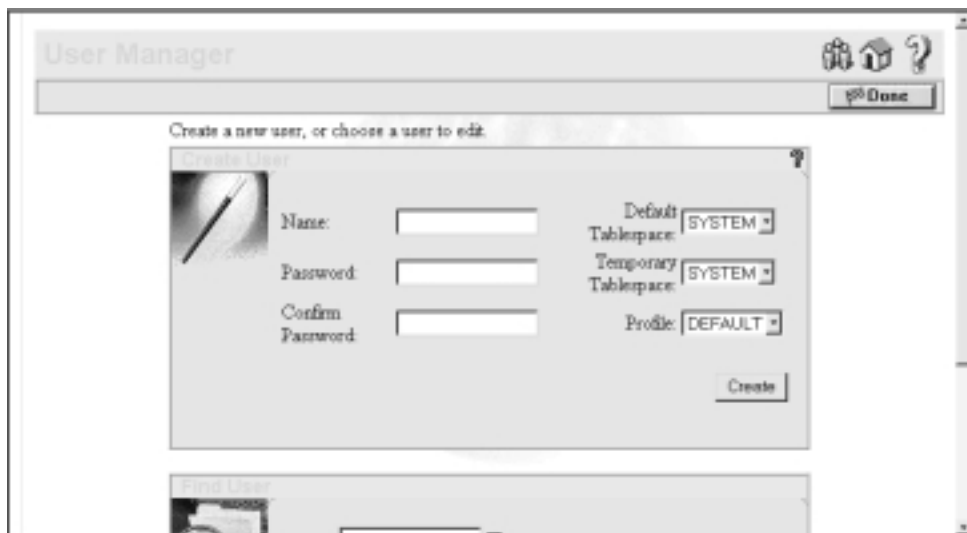 User Manager
Done
Create a new user, or choose a user to edit.
Create User
Name:
Default Tablespace: SYSTEM
Password:
Temporary Tablespace: SYSTEM
Confirm Password:
Profile: DEFAULT
Create
Find User